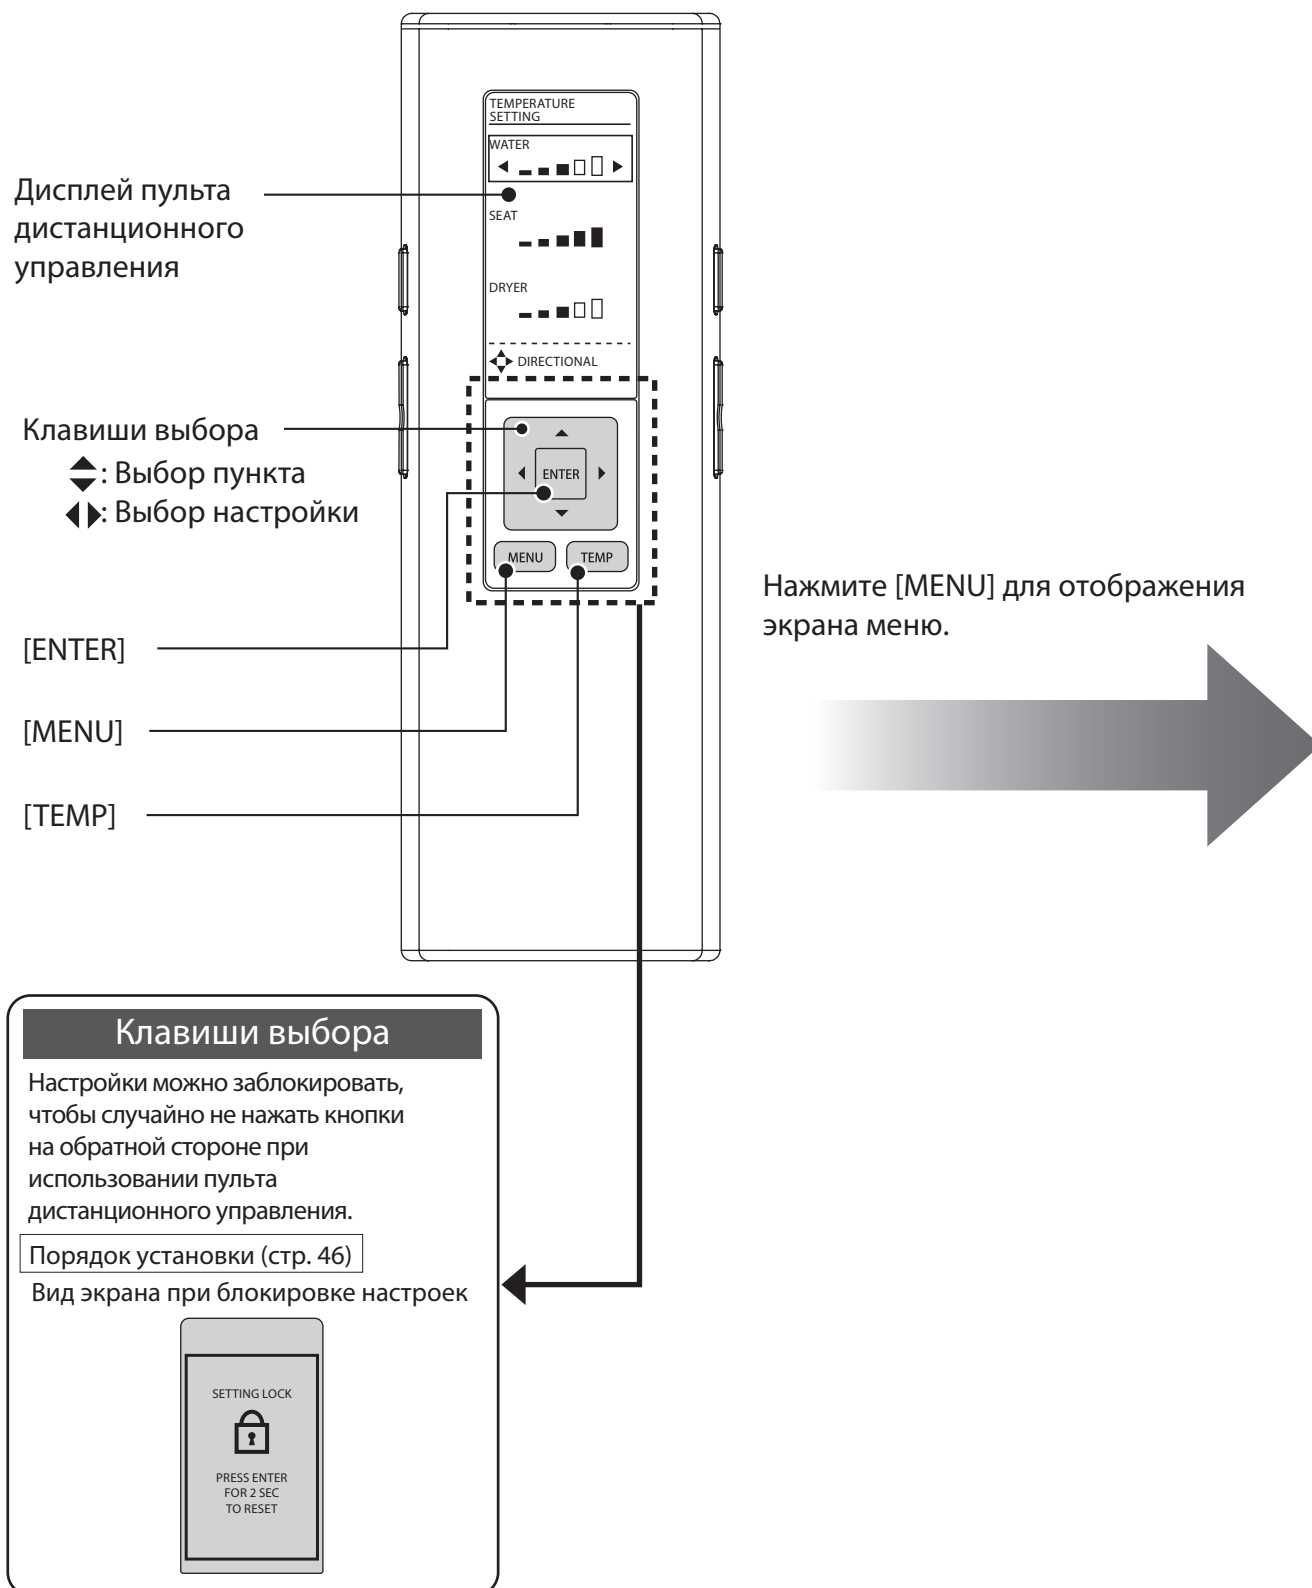 TEMPERATURE
SETTING
WATER
SEAT
DRYER
DIRECTIONAL
ENTER
MENU
TEMP
Дисплей пульта
дистанционного
управления
Клавиши выбора
: Выбор пункта
: Выбор настройки
[ENTER]
[MENU]
[TEMP]
Нажмите [MENU] для отображения
экрана меню.
Клавиши выбора
Настройки можно заблокировать,
чтобы случайно не нажать кнопки
на обратной стороне при
использовании пульта
дистанционного управления.
Порядок установки (стр. 46)
Вид экрана при блокировке настроек
SETTING LOCK
PRESS ENTER
FOR 2 SEC
TO RESET